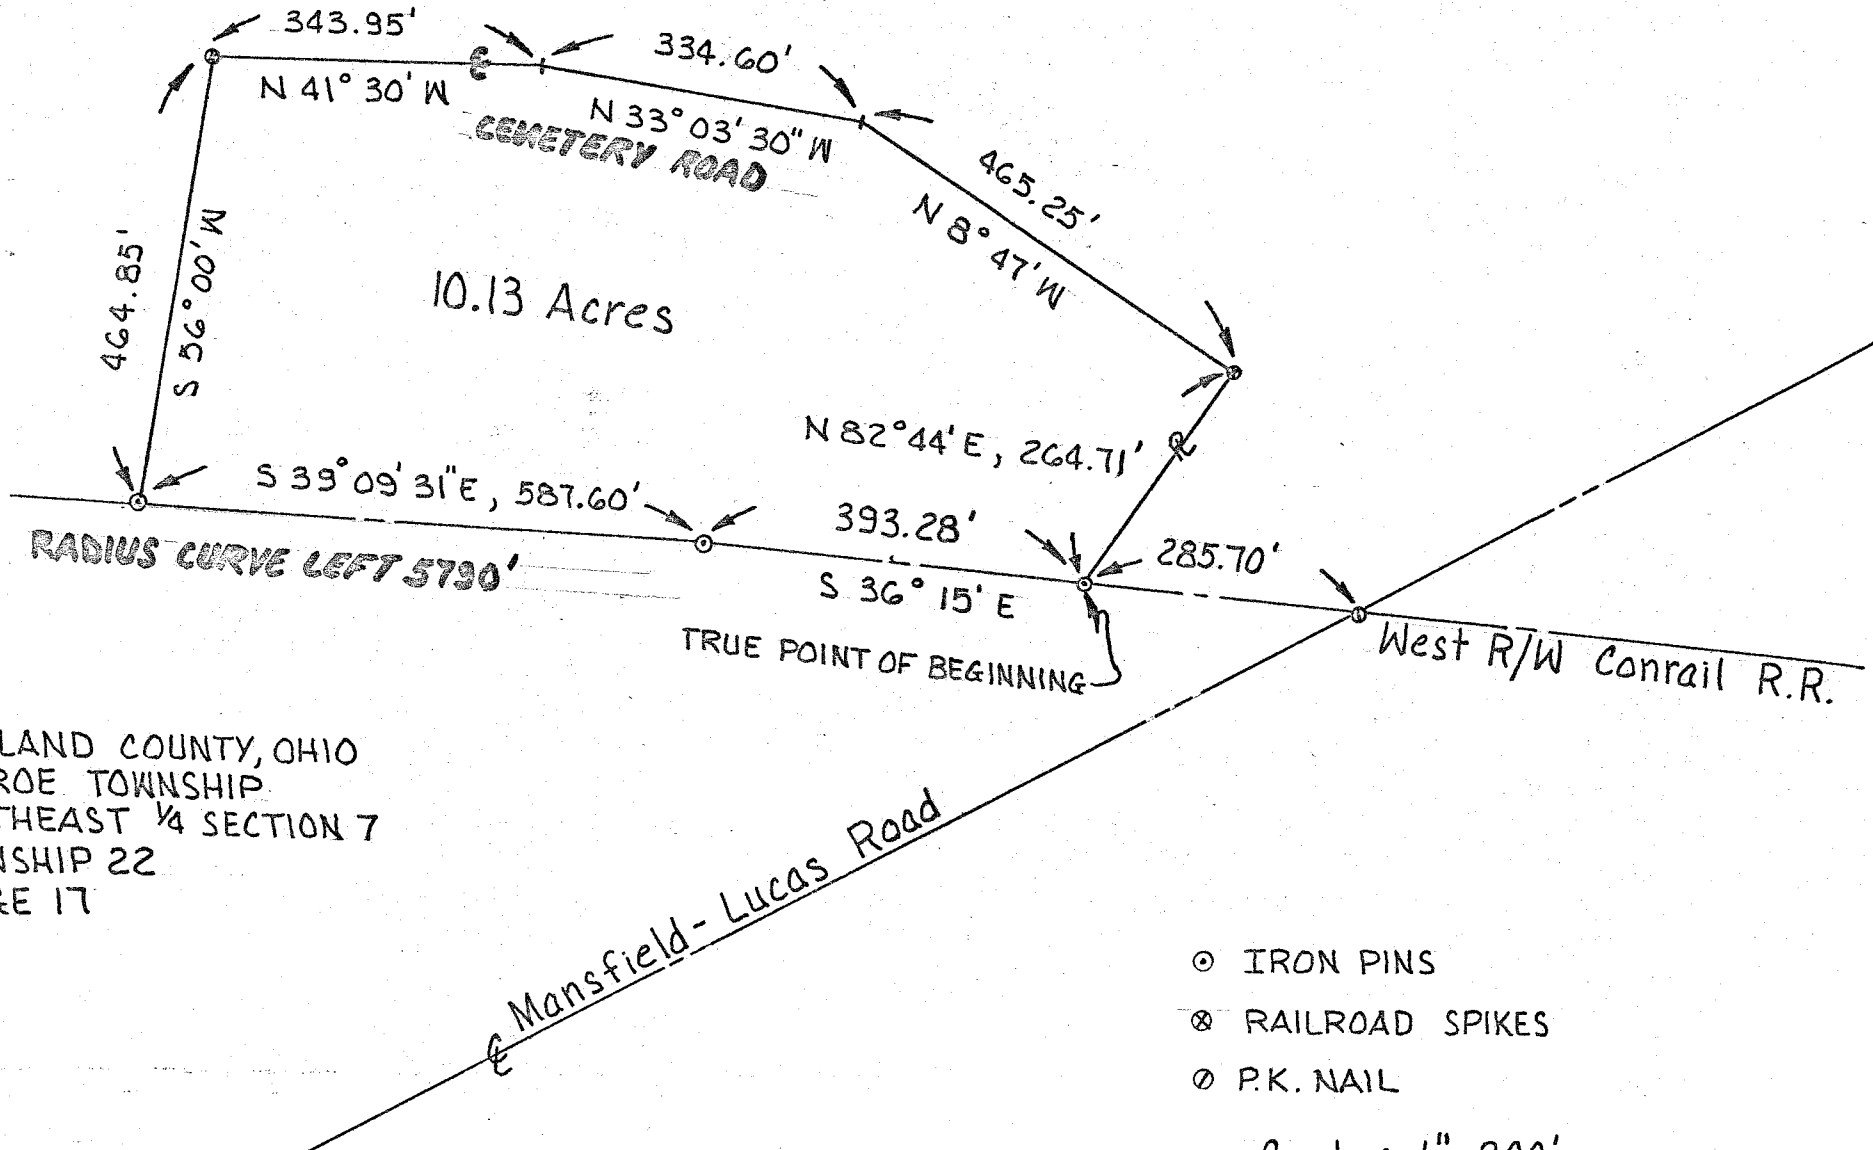 343.95'
N 41° 30' W
334.60'
N 33° 03' 30" W
CEMETERY ROAD
465.25'
N 8° 47' W
464.85'
S 56° 00' W
10.13 Acres
N 82° 44' E, 264.71'
S 39° 09' 31" E, 587.60'
393.28'
S 36° 15' E
285.70'
RADIUS CURVE LEFT 5790'
TRUE POINT OF BEGINNING
West R/W Conrail R.R.
LAND COUNTY, OHIO
ROE TOWNSHIP
THEAST ¼ SECTION 7
NSHIP 22
GE 17
Mansfield - Lucas Road
IRON PINS
RAILROAD SPIKES
P.K. NAIL